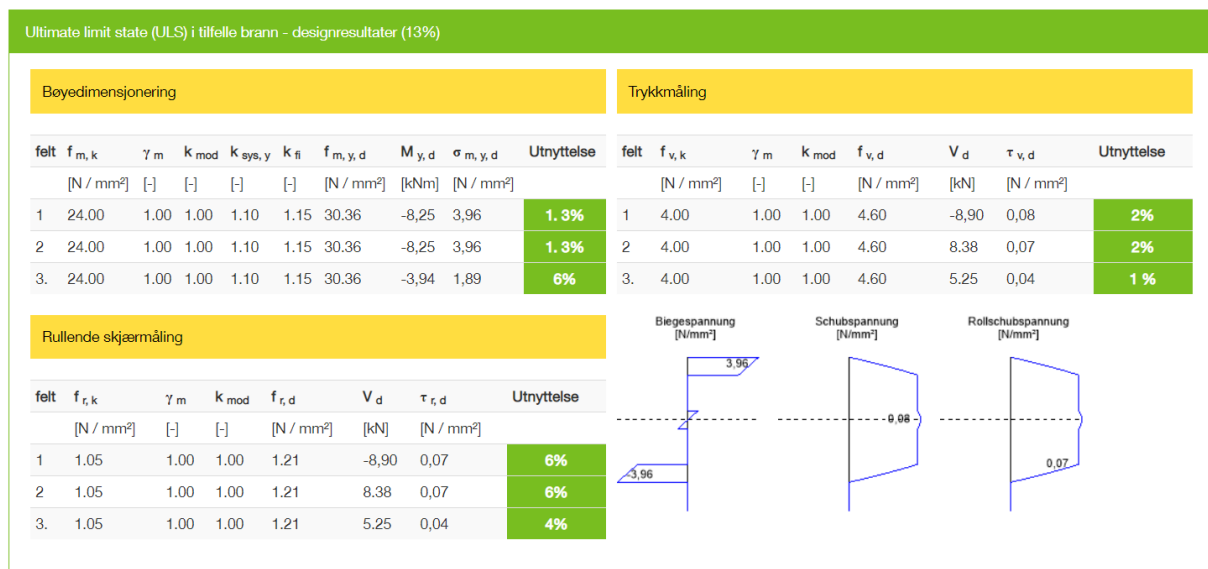 Ultimate limit state (ULS) i tilfelle brann - designresultater (13%)
Bøyedimensjonering
felt f m, k γ m k mod k sys, y k fi f m, y, d M y, d σ m, y, d Utnyttelse
[N / mm²] [-] [-] [-] [-] [N / mm²] [kNm] [N / mm²]
1 24.00 1.00 1.00 1.10 1.15 30.36 -8,25 3,96 1. 3%
2 24.00 1.00 1.00 1.10 1.15 30.36 -8,25 3,96 1. 3%
3. 24.00 1.00 1.00 1.10 1.15 30.36 -3,94 1,89 6%
Trykkmåling
felt f v, k γ m k mod f v, d V d τ v, d Utnyttelse
[N / mm²] [-] [-] [N / mm²] [kN] [N / mm²]
1 4.00 1.00 1.00 4.60 -8,90 0,08 2%
2 4.00 1.00 1.00 4.60 8.38 0,07 2%
3. 4.00 1.00 1.00 4.60 5.25 0,04 1 %
Rullende skjærmåling
felt f r, k γ m k mod f r, d V d τ r, d Utnyttelse
[N / mm²] [-] [-] [N / mm²] [kN] [N / mm²]
1 1.05 1.00 1.00 1.21 -8,90 0,07 6%
2 1.05 1.00 1.00 1.21 8.38 0,07 6%
3. 1.05 1.00 1.00 1.21 5.25 0,04 4%
Biegespannung
[N/mm²]
3,96
-3,96
Schubspannung
[N/mm²]
0,08
Rollschubspannung
[N/mm²]
0,07